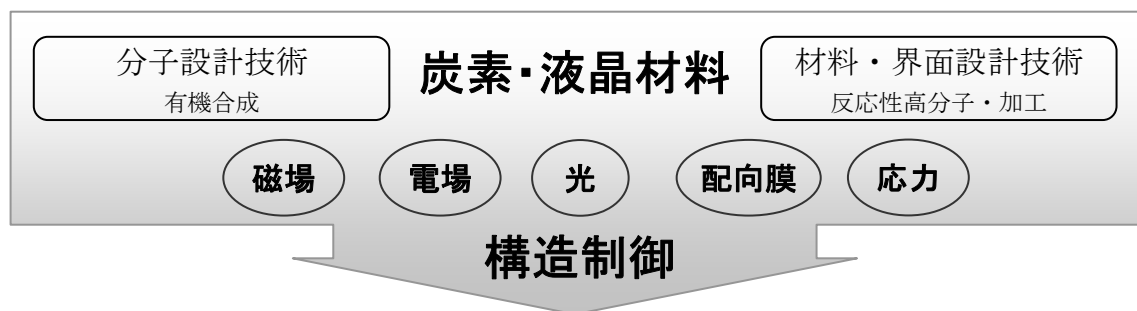 分子設計技術
有機合成
炭素・液晶材料
材料・界面設計技術
反応性高分子・加工
磁場
電場
光
配向膜
応力
構造制御